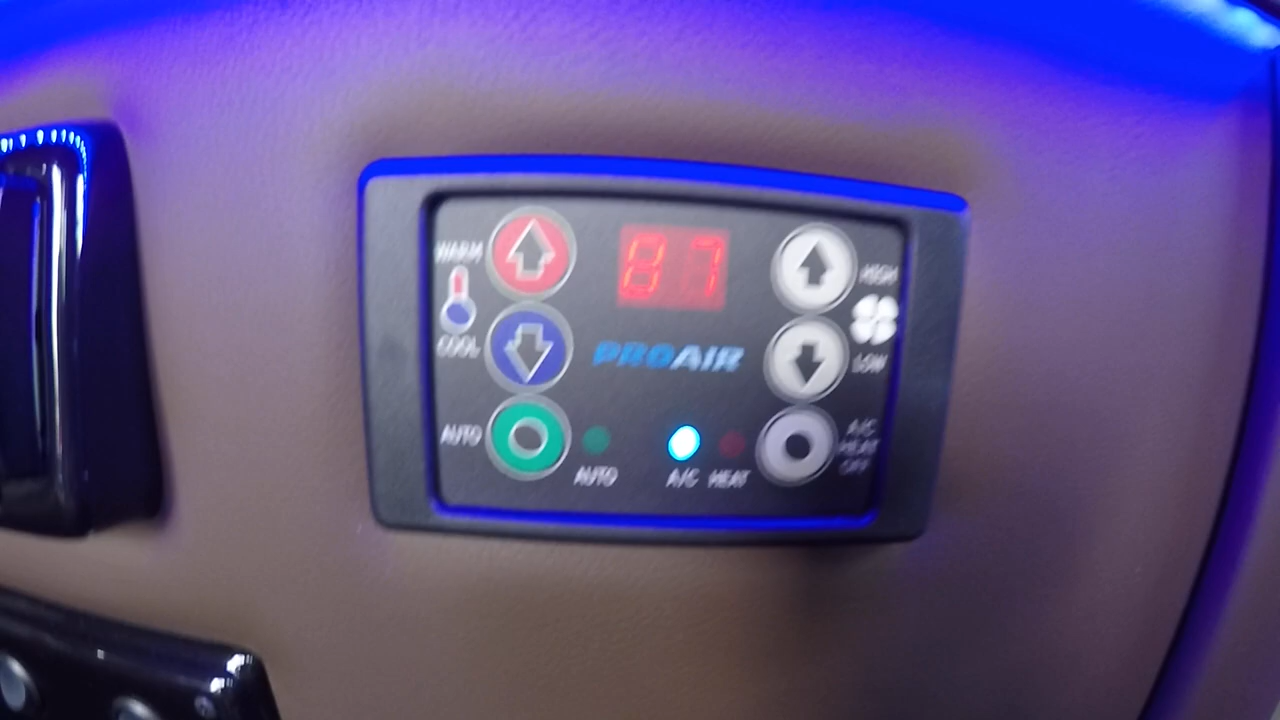 WARM
87
HIGH
COOL
PROAIR
LOW
AUTO
AUTO
A/C HEAT
A/C
HEAT
OFF